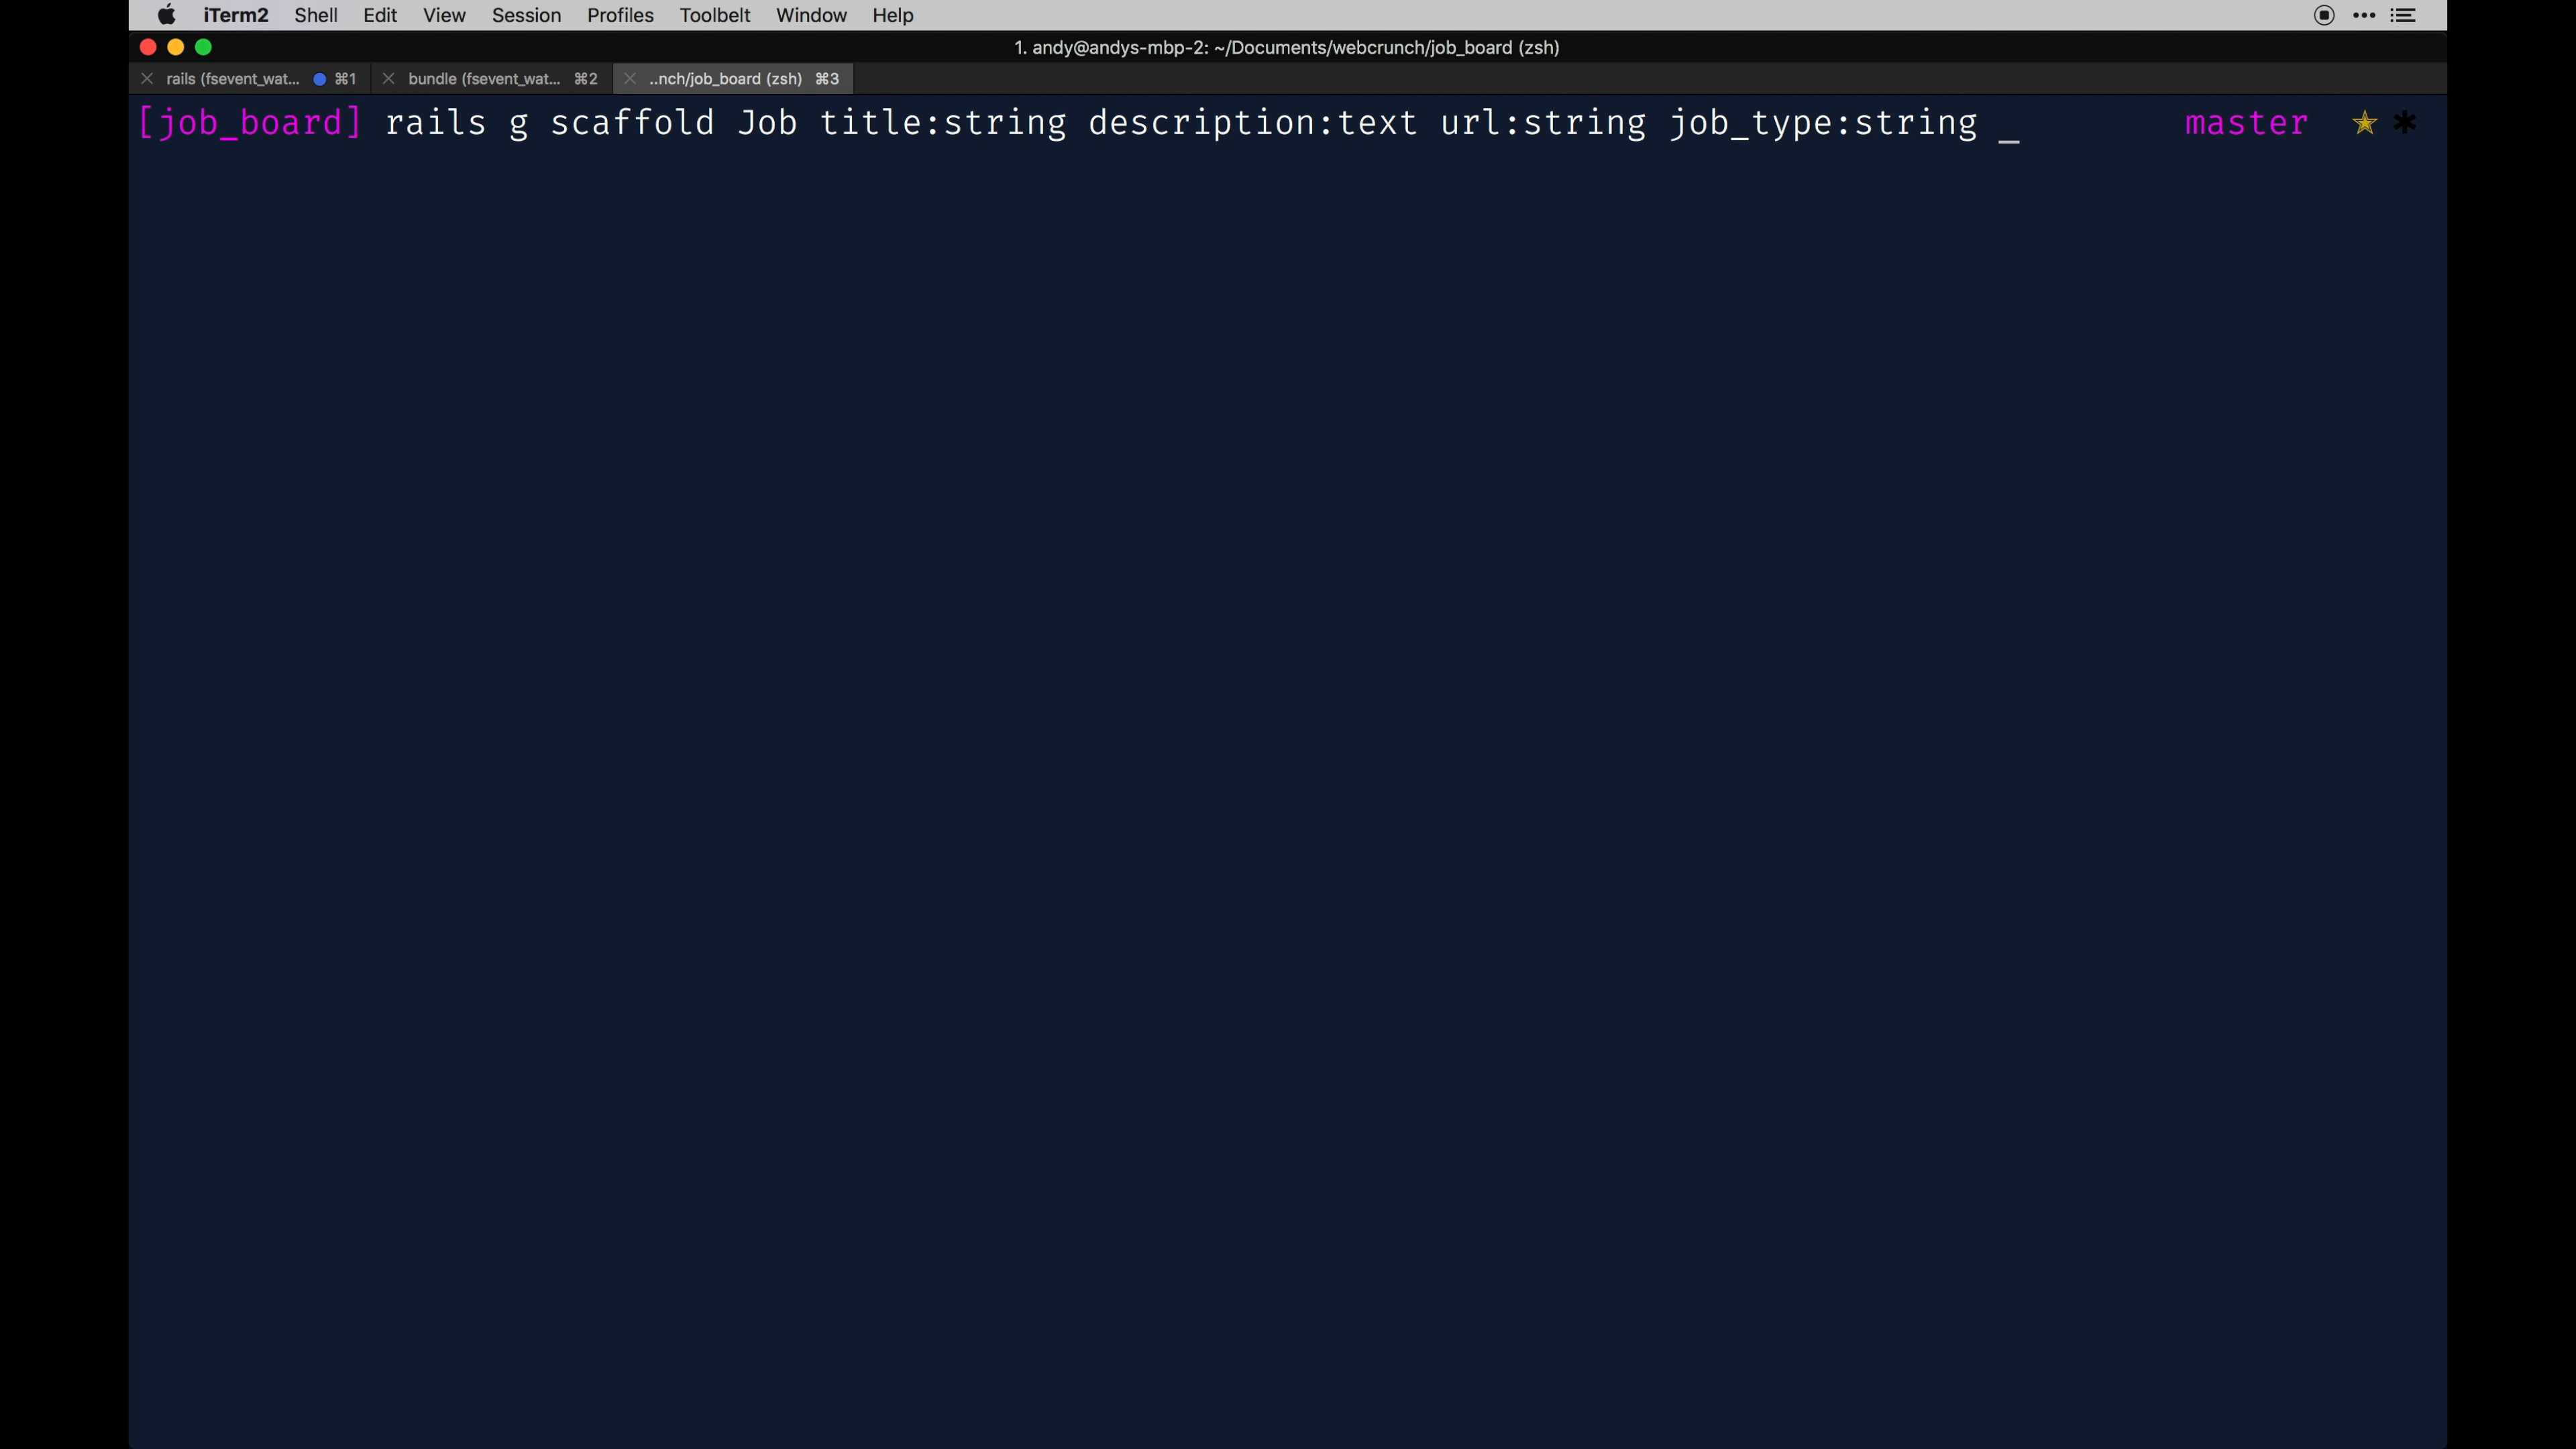 iTerm2 Shell Edit View Session Profiles Toolbelt Window Help
1. andy@andys-mbp-2: ~/Documents/webcrunch/job_board (zsh)
rails (fsevent_wat... ⌘1 bundle (fsevent_wat... ⌘2 ..nch/job_board (zsh) ⌘3
[job_board] rails g scaffold Job title:string description:text url:string job_type:string _ master ★ *